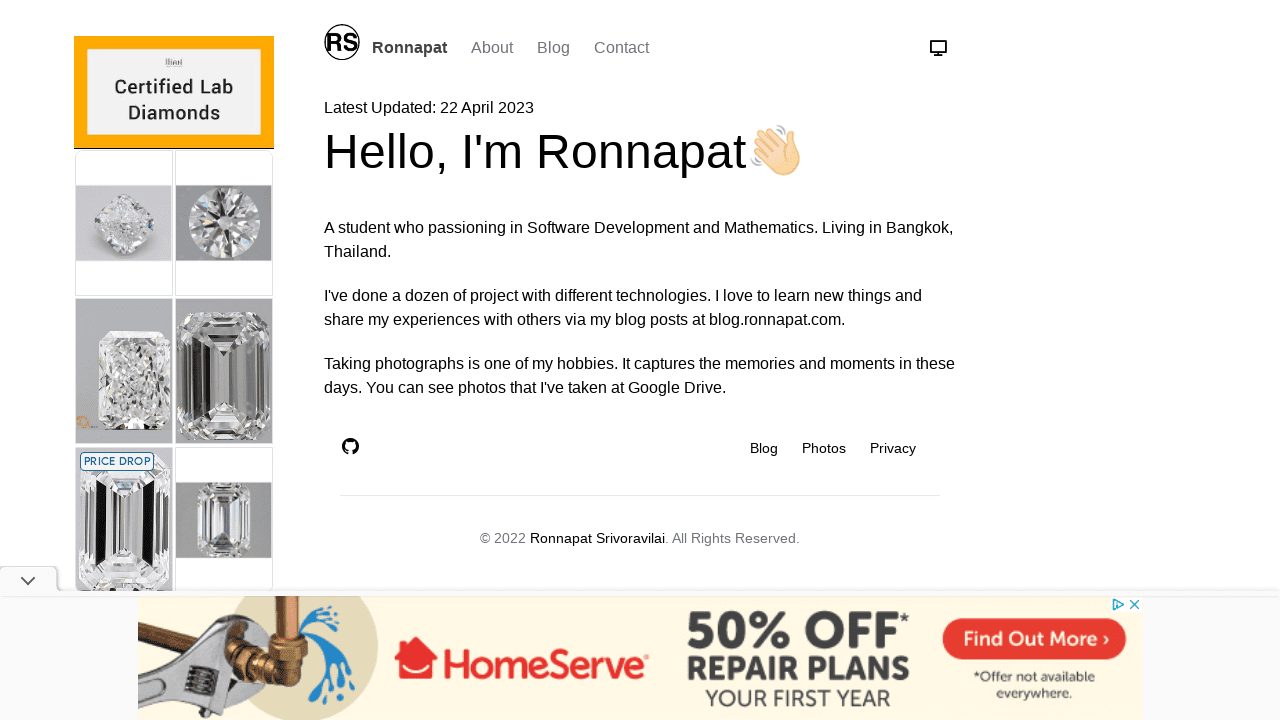 RS
Ronnapat
About
Blog
Contact
Certified Lab
Diamonds
Latest Updated: 22 April 2023
Hello, I'm Ronnapat
A student who passioning in Software Development and Mathematics. Living in Bangkok,
Thailand.
I've done a dozen of project with different technologies. I love to learn new things and
share my experiences with others via my blog posts at blog.ronnapat.com.
Taking photographs is one of my hobbies. It captures the memories and moments in these
days. You can see photos that I've taken at Google Drive.
PRICE DROP
Blog
Photos
Privacy
© 2022 Ronnapat Srivoravilai. All Rights Reserved.
HomeServe®
50% OFF*
REPAIR PLANS
YOUR FIRST YEAR
Find Out More ›
*Offer not available
everywhere.